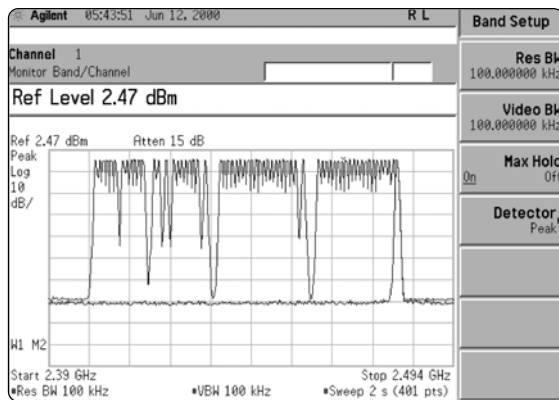 Agilent 05:43:51 Jun 12, 2000 R L
Band Setup
Channel 1
Monitor Band/Channel
Res B
100.000000 kHz
Ref Level 2.47 dBm
Video B
100.000000 kHz
Ref 2.47 dBm Atten 15 dB
Peak
Log
10
dB/
Max Hold
On Off
Detector
Peak
W1 M2
Start 2.39 GHz Stop 2.494 GHz
*Res BW 100 kHz *VBW 100 kHz *Sweep 2 s (401 pts)